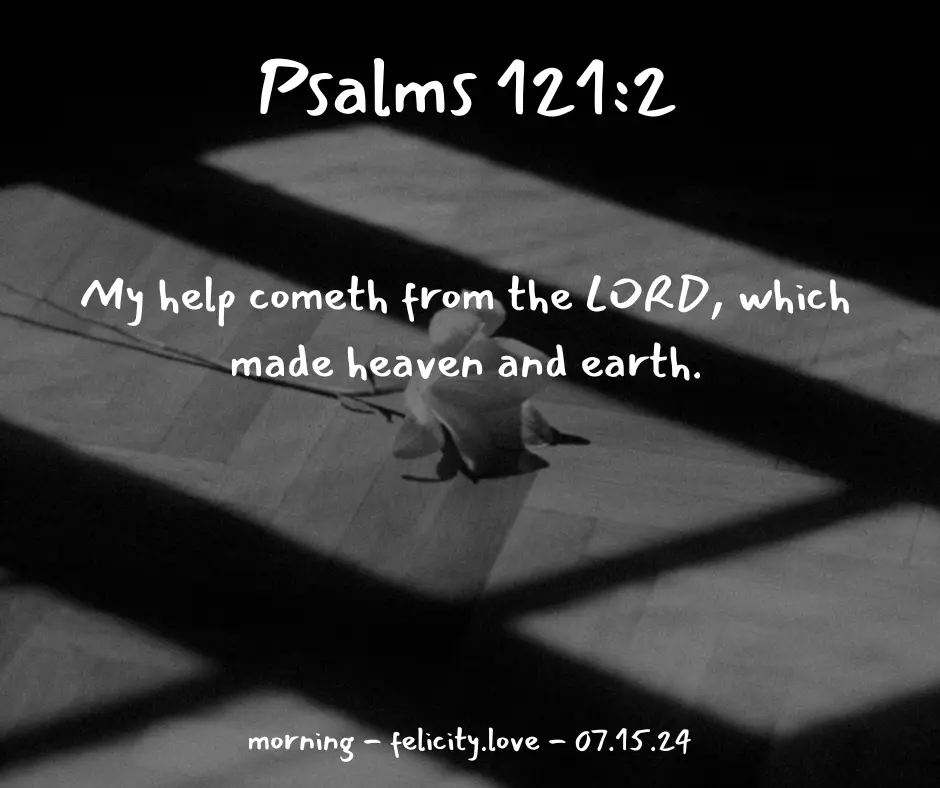 Psalms 121:2
My help cometh from the LORD, which
made heaven and earth.
morning – felicity.love – 07.15.24